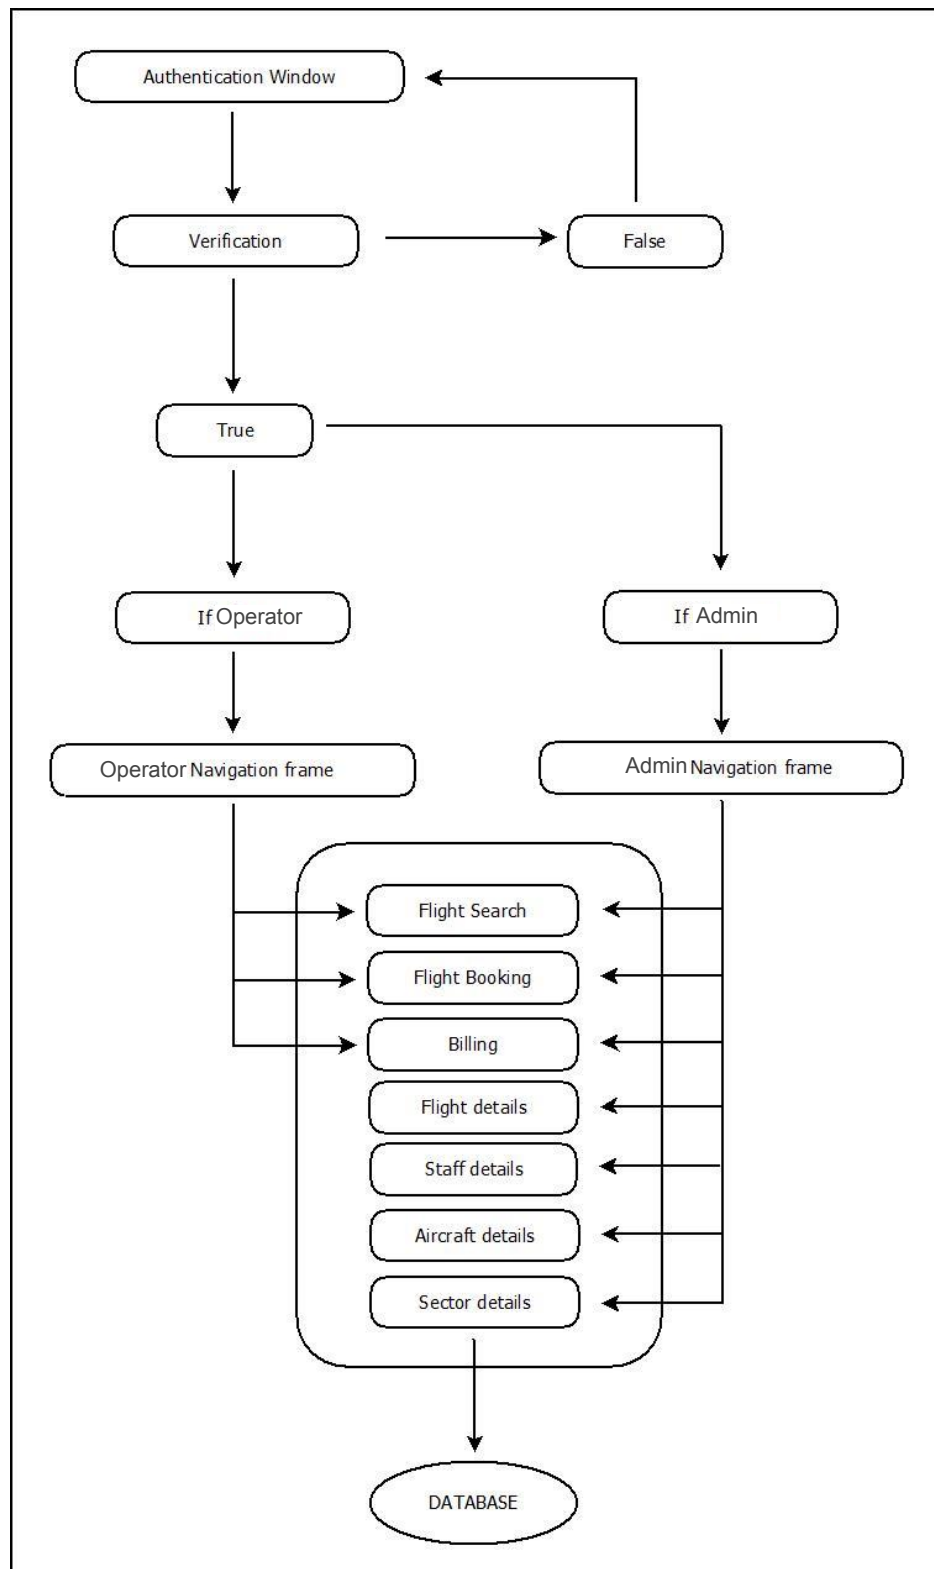 Authentication Window
Verification
False
True
If Operator
If Admin
Operator Navigation frame
Admin Navigation frame
Flight Search
Flight Booking
Billing
Flight details
Staff details
Aircraft details
Sector details
DATABASE